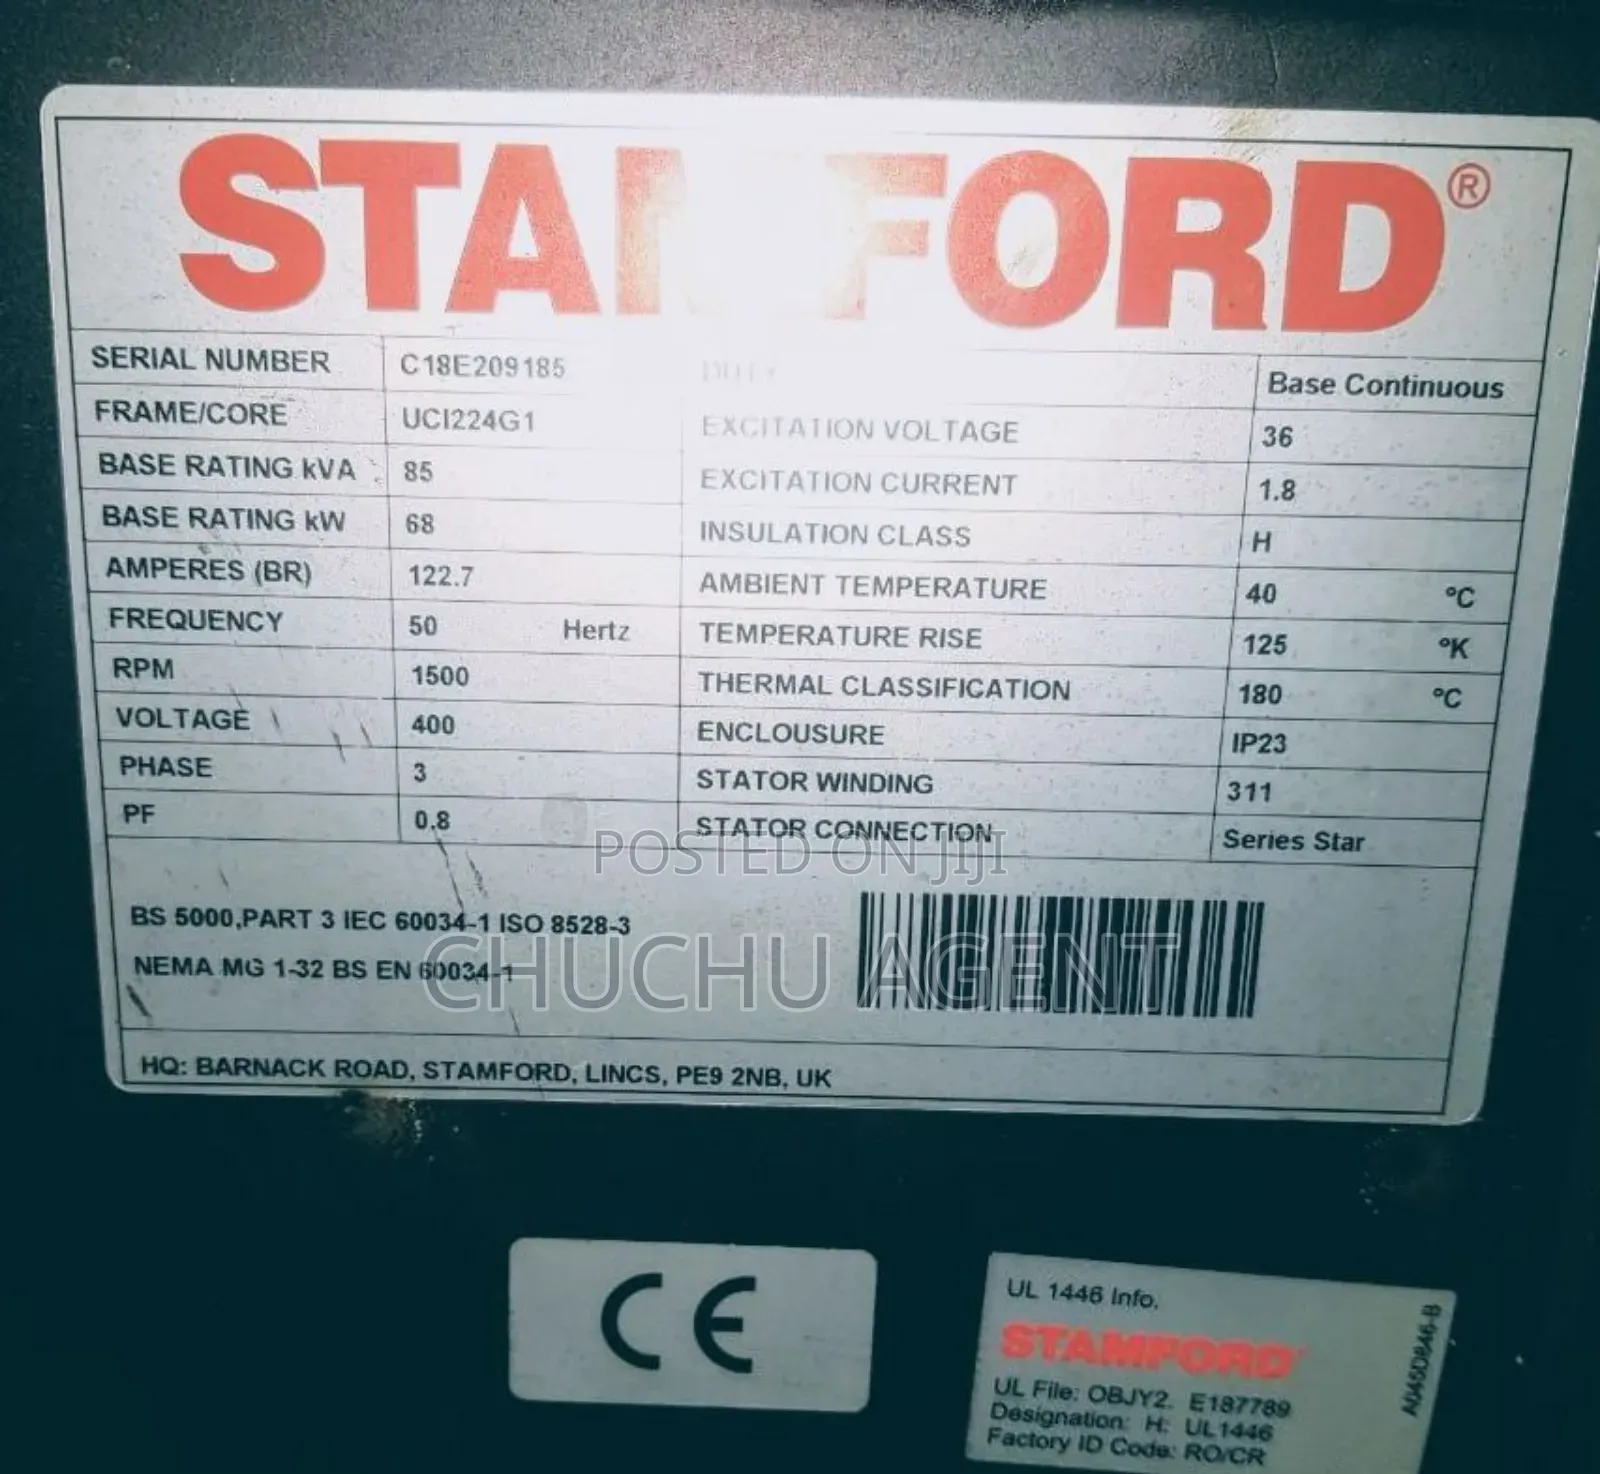 STAMFORD®
SERIAL NUMBER C18E209185 DUTY Base Continuous
FRAME/CORE UCI224G1 EXCITATION VOLTAGE 36
BASE RATING kVA 85 EXCITATION CURRENT 1.8
BASE RATING kW 68 INSULATION CLASS H
AMPERES (BR) 122.7 AMBIENT TEMPERATURE 40 ºC
FREQUENCY 50 Hertz TEMPERATURE RISE 125 ºK
RPM 1500 THERMAL CLASSIFICATION 180 ºC
VOLTAGE 400 ENCLOUSURE IP23
PHASE 3 STATOR WINDING 311
PF 0.8 STATOR CONNECTION Series Star
POSTED ON JIJI
BS 5000,PART 3 IEC 60034-1 ISO 8528-3
CHUCHU AGENT
NEMA MG 1-32 BS EN 60034-1
HQ: BARNACK ROAD, STAMFORD, LINCS, PE9 2NB, UK
CE
UL 1446 Info.
STAMFORD
UL File: OBJY2. E187789
Designation: H: UL1446
Factory ID Code: RO/CR
A045D846-B